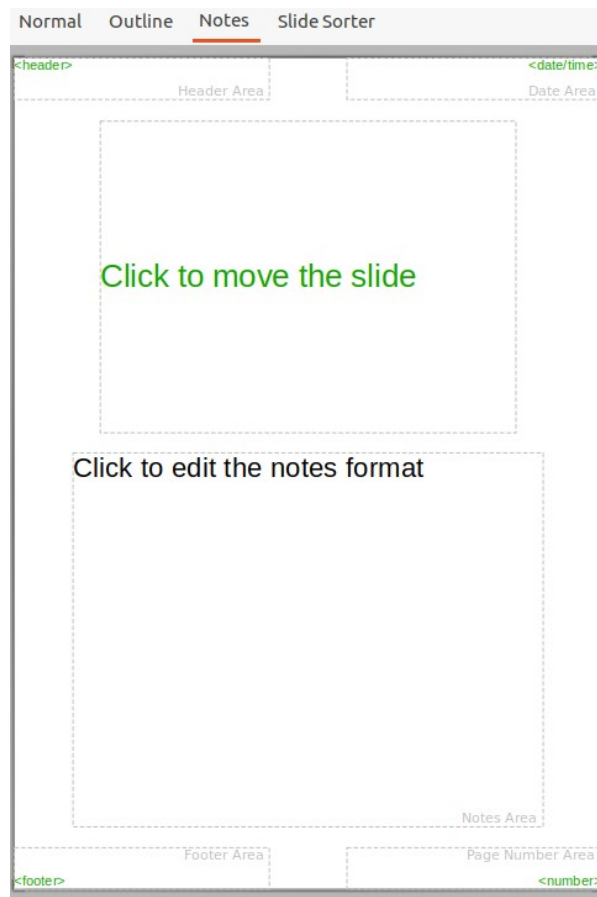 Normal Outline Notes Slide Sorter
<header> <date/time>
Header Area Date Area
Click to move the slide
Click to edit the notes format
Notes Area
Footer Area Page Number Area
<footer> <number>